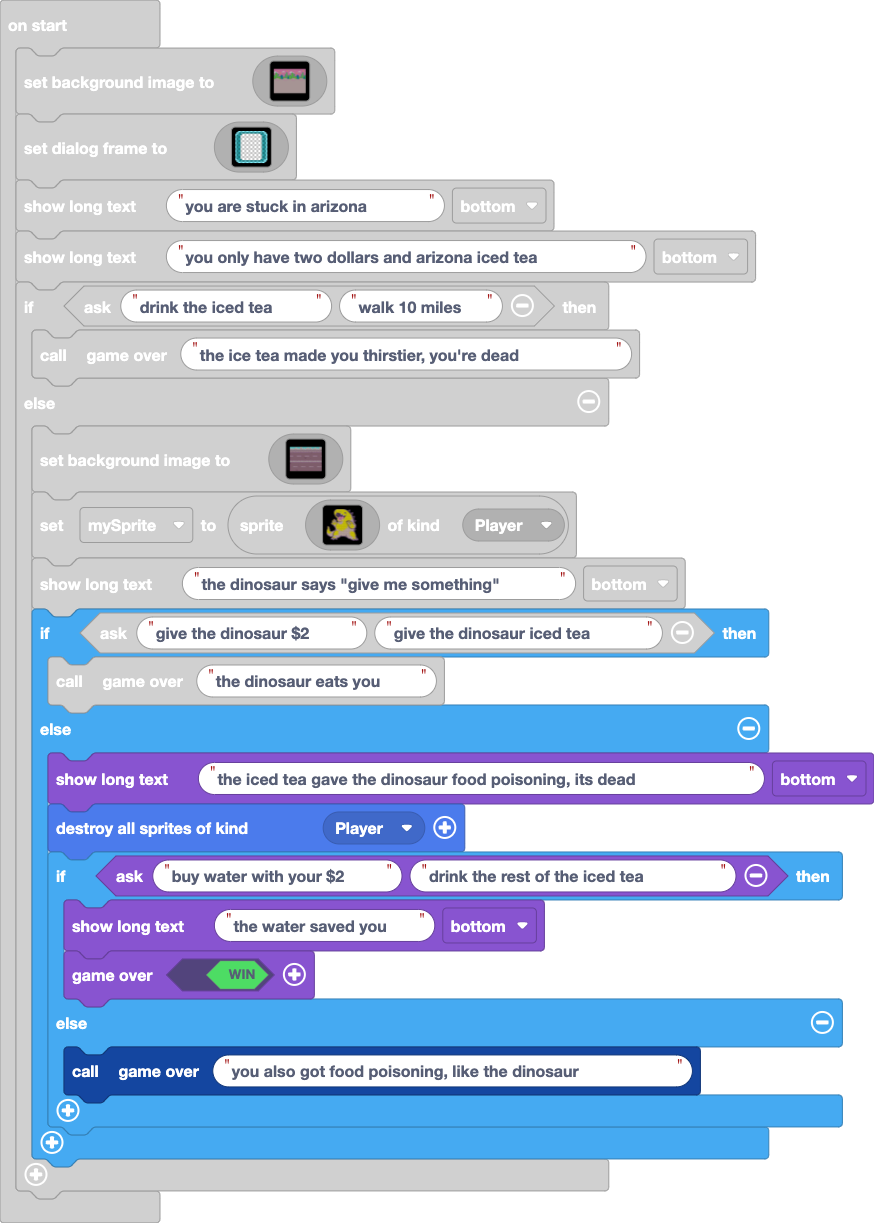 on start
set background image to
set dialog frame to
show long text "you are stuck in arizona" bottom
show long text "you only have two dollars and arizona iced tea" bottom
if ask "drink the iced tea" "walk 10 miles" then
call game over "the ice tea made you thirstier, you're dead"
else
set background image to
set mySprite to sprite of kind Player
show long text "the dinosaur says "give me something"" bottom
if ask "give the dinosaur $2" "give the dinosaur iced tea" then
call game over "the dinosaur eats you"
else
show long text "the iced tea gave the dinosaur food poisoning, its dead" bottom
destroy all sprites of kind Player
if ask "buy water with your $2" "drink the rest of the iced tea" then
show long text "the water saved you" bottom
game over WIN
else
call game over "you also got food poisoning, like the dinosaur"